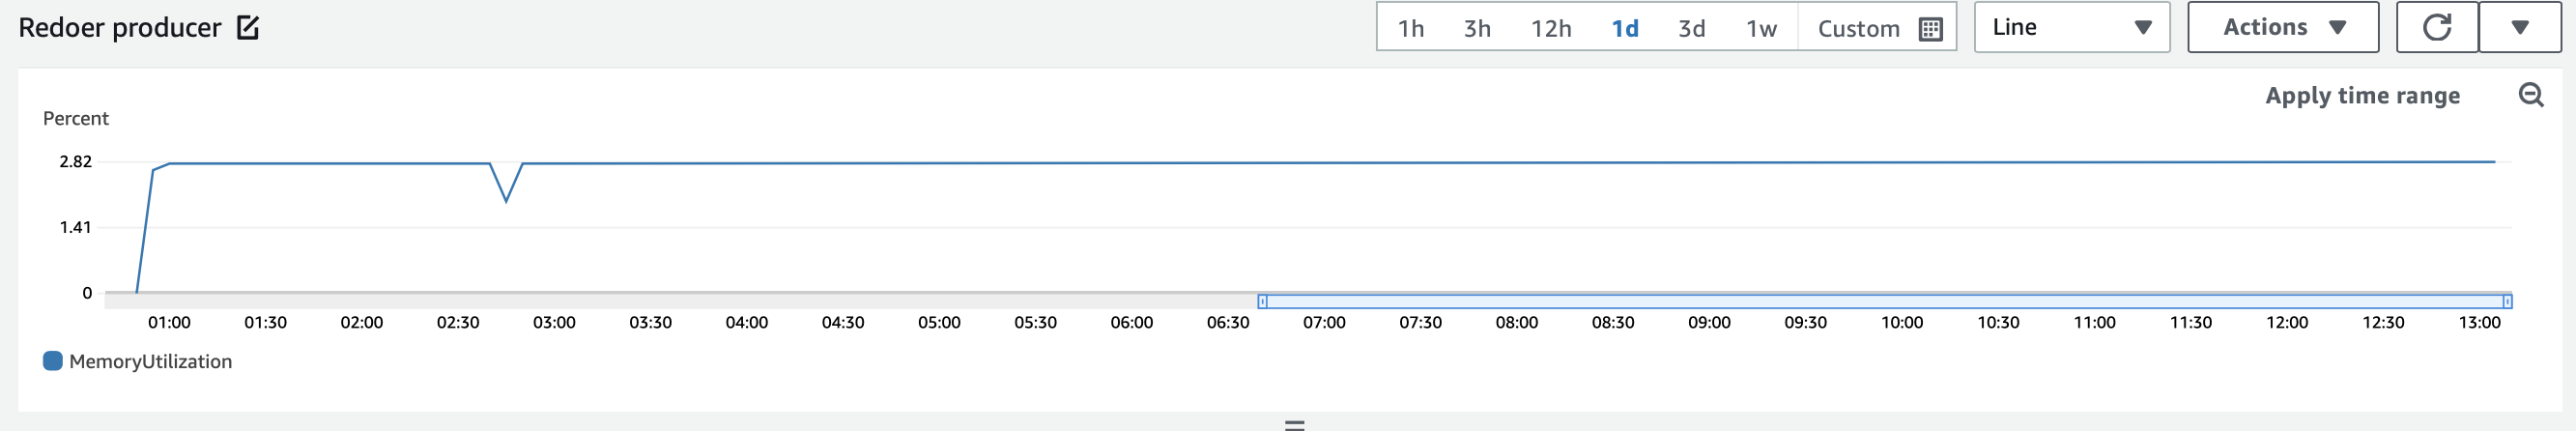 Redoer producer
1h 3h 12h 1d 3d 1w Custom
Line
Actions
Apply time range
Percent
2.82
1.41
0
01:00 01:30 02:00 02:30 03:00 03:30 04:00 04:30 05:00 05:30 06:00 06:30 07:00 07:30 08:00 08:30 09:00 09:30 10:00 10:30 11:00 11:30 12:00 12:30 13:00
MemoryUtilization